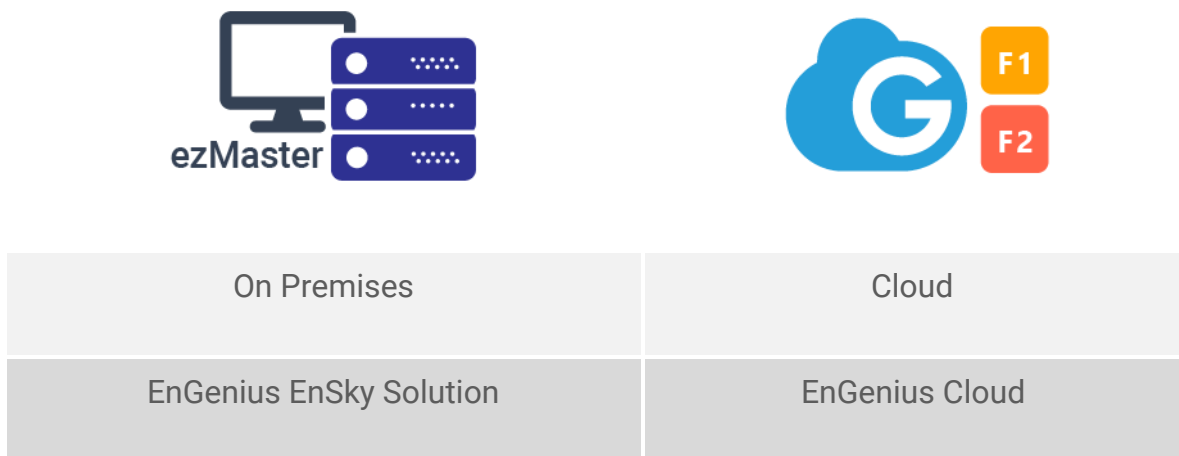 ezMaster
G
F1
F2
On Premises
Cloud
EnGenius EnSky Solution
EnGenius Cloud